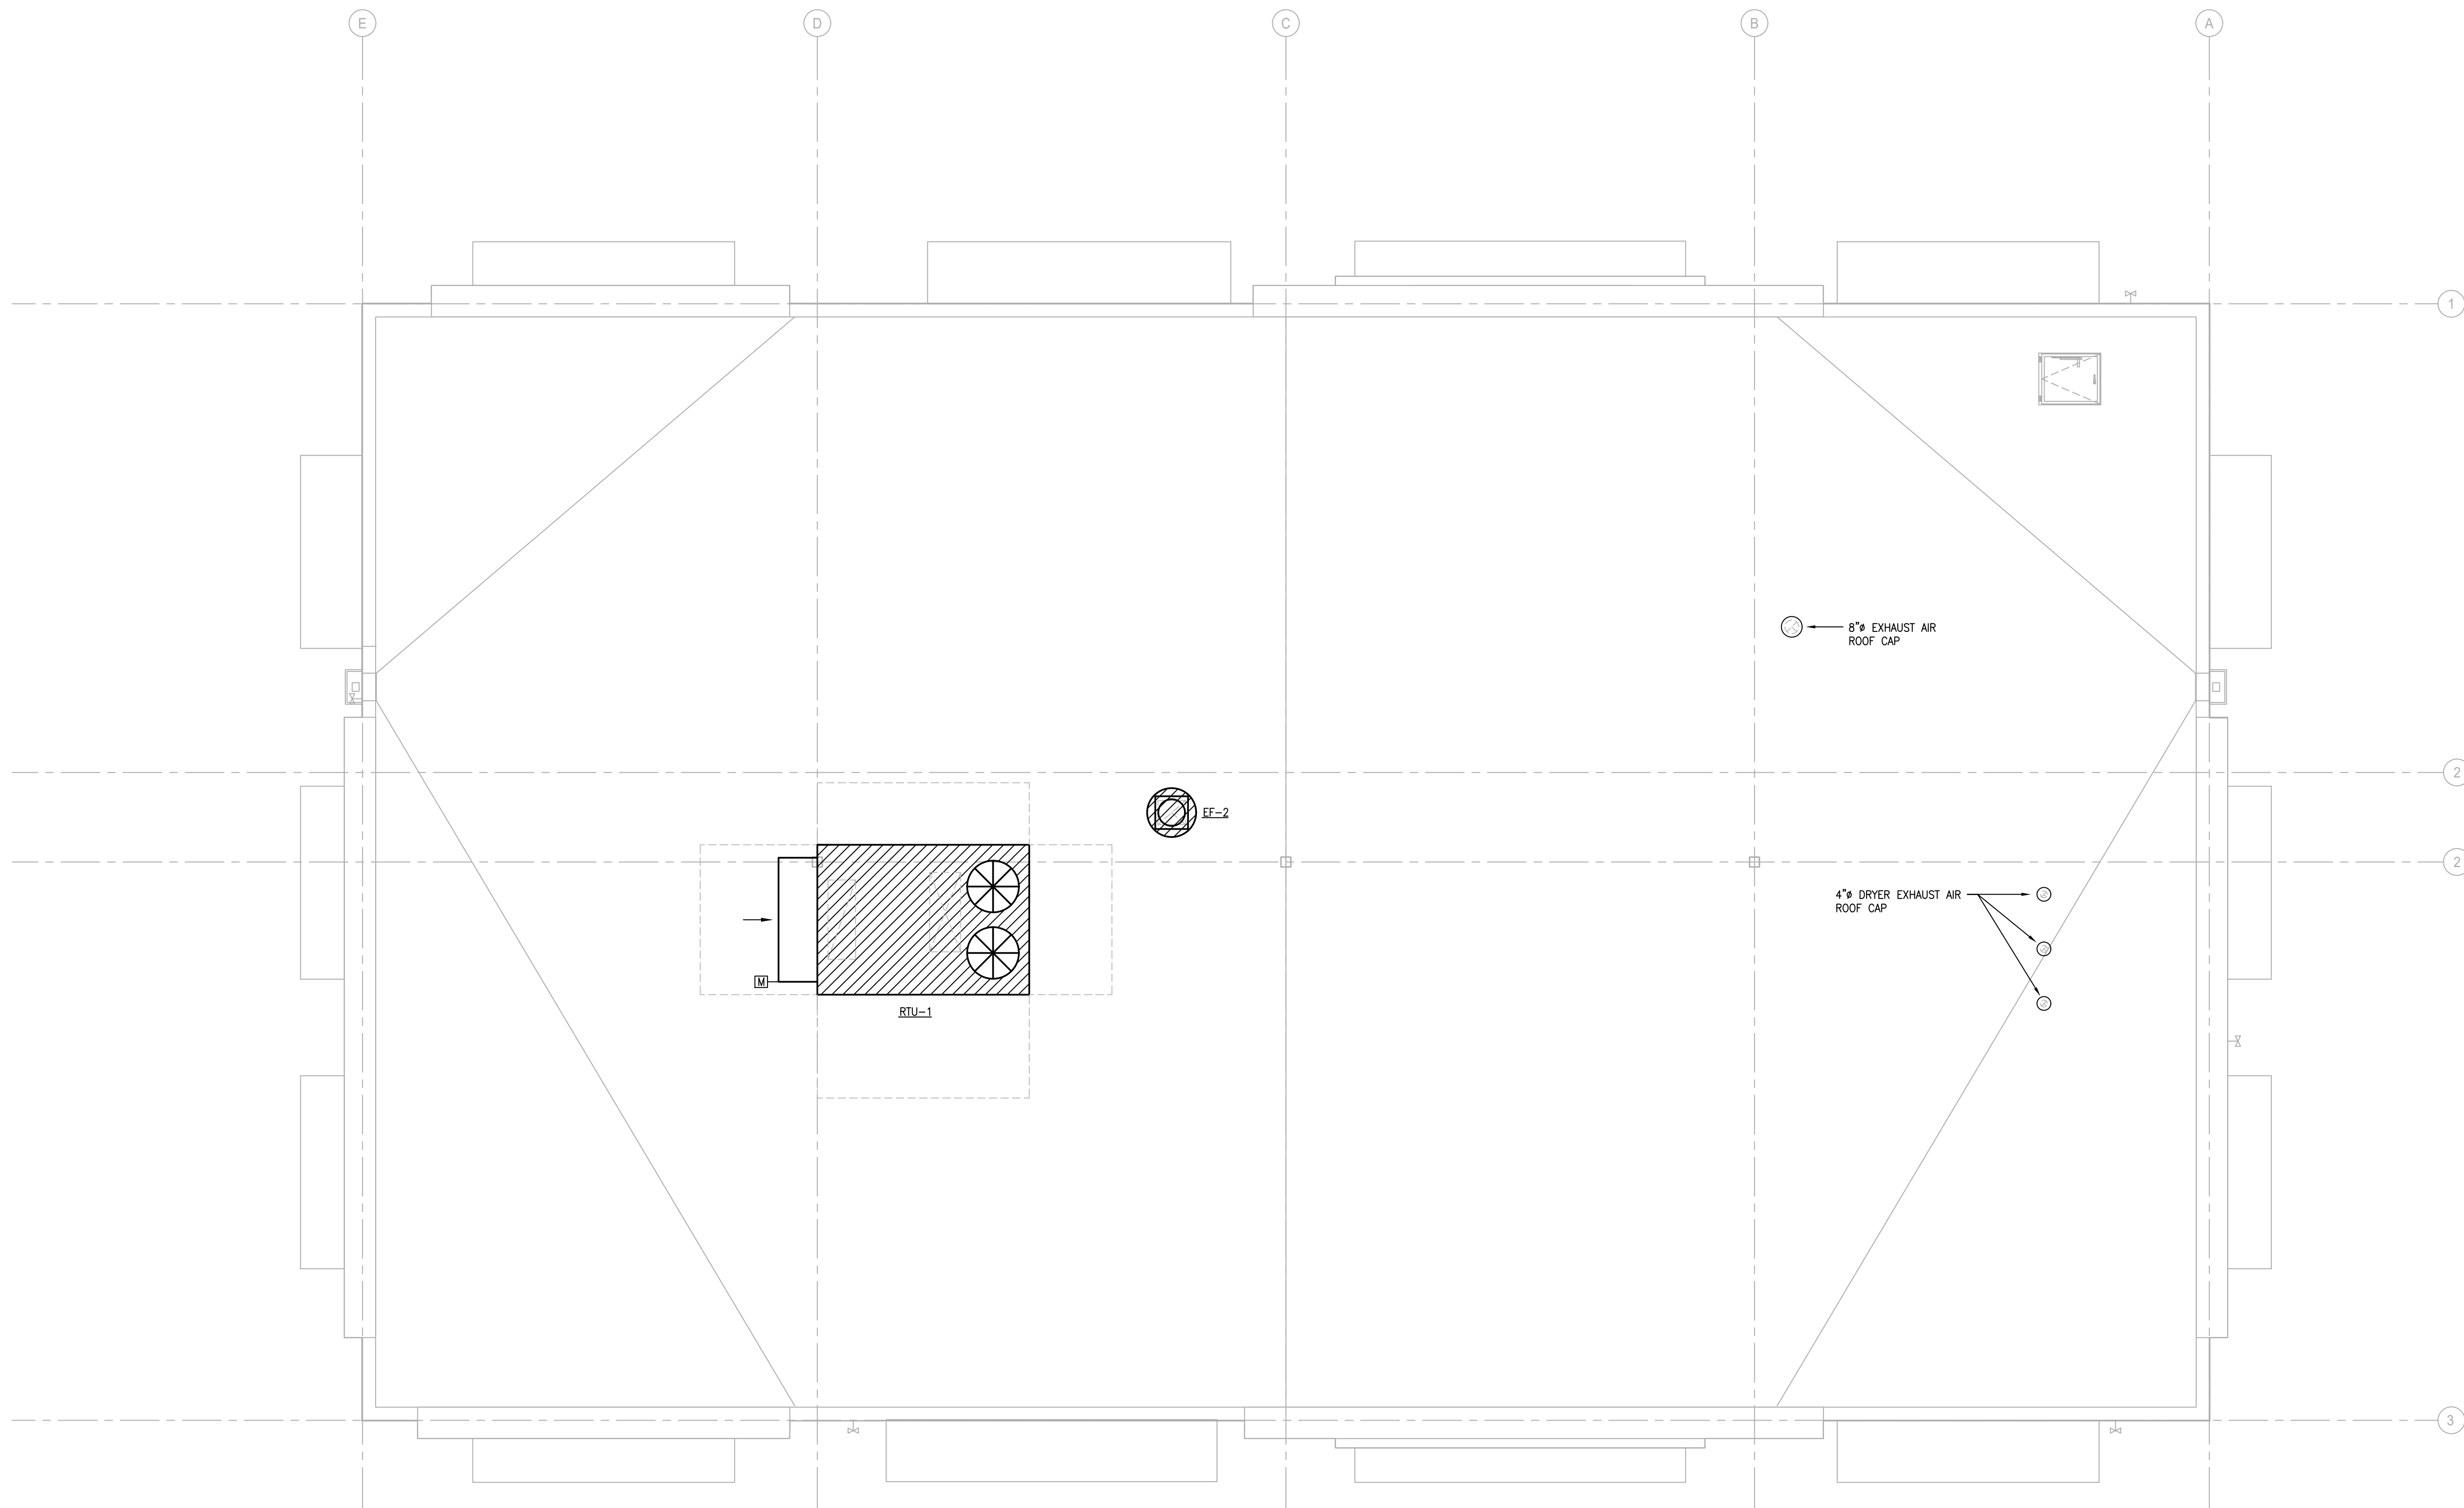 E
D
C
B
A
1
8"ø EXHAUST AIR
ROOF CAP
2
EF-2
2
4"ø DRYER EXHAUST AIR
ROOF CAP
M
RTU-1
3